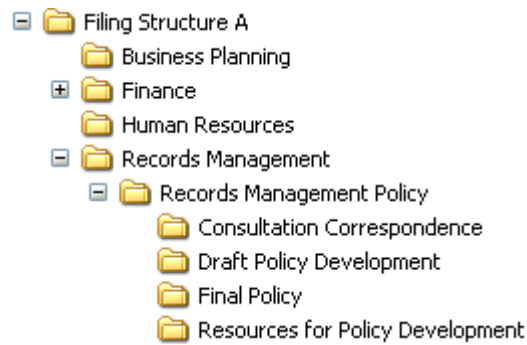 Filing Structure A
Business Planning
Finance
Human Resources
Records Management
Records Management Policy
Consultation Correspondence
Draft Policy Development
Final Policy
Resources for Policy Development